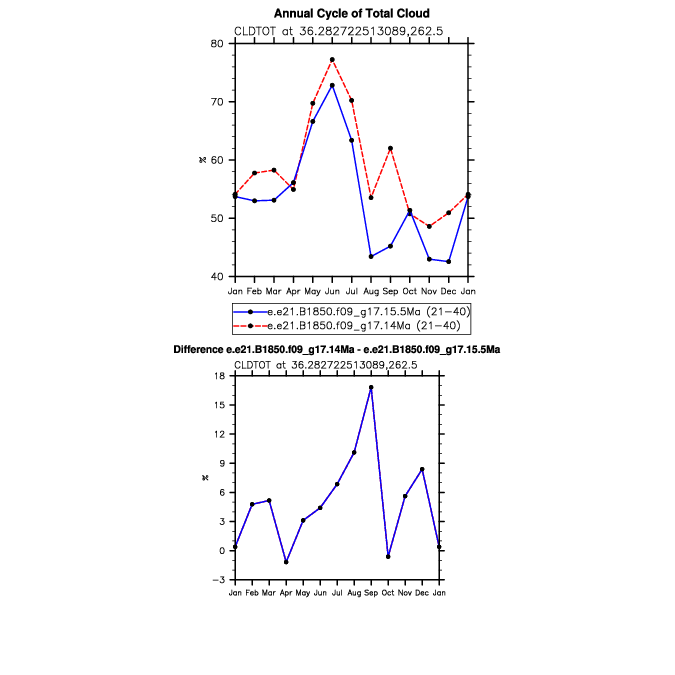 Annual Cycle of Total Cloud
CLDTOT at 36.282722513089,262.5
80
70
60
50
40
%
Jan Feb Mar Apr May Jun Jul Aug Sep Oct Nov Dec Jan
e.e21.B1850.f09_g17.15.5Ma (21-40)
e.e21.B1850.f09_g17.14Ma (21-40)
Difference e.e21.B1850.f09_g17.14Ma - e.e21.B1850.f09_g17.15.5Ma
CLDTOT at 36.282722513089,262.5
18
15
12
9
6
3
0
-3
%
Jan Feb Mar Apr May Jun Jul Aug Sep Oct Nov Dec Jan